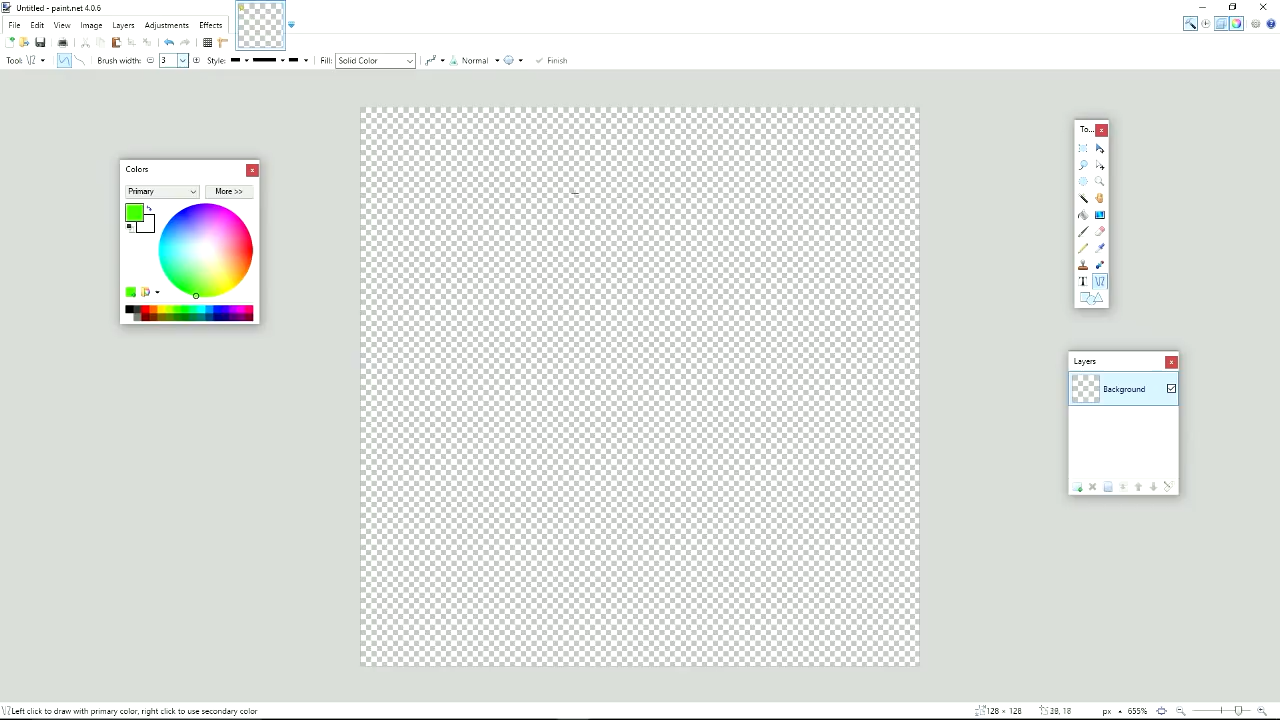 Untitled - paint.net 4.0.6
File Edit View Image Layers Adjustments Effects
Tool: Brush width: 3 Style: Fill: Solid Color Normal Finish
To...
Colors
Primary More >>
Layers
Background
Left click to draw with primary color, right click to use secondary color 128 × 128 38, 18 px 655%